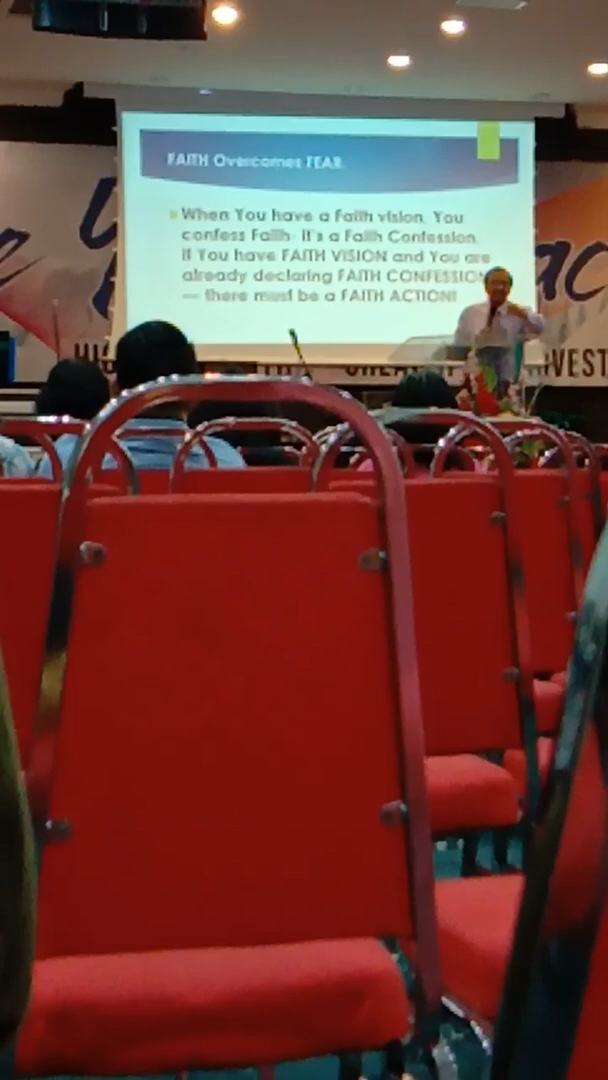 FAITH Overcomes FEAR
When You have a Faith vision, You
confess Faith- it's a Faith Confession.
If You have FAITH VISION and You are
already declaring FAITH CONFESSION
— there must be a FAITH ACTION!